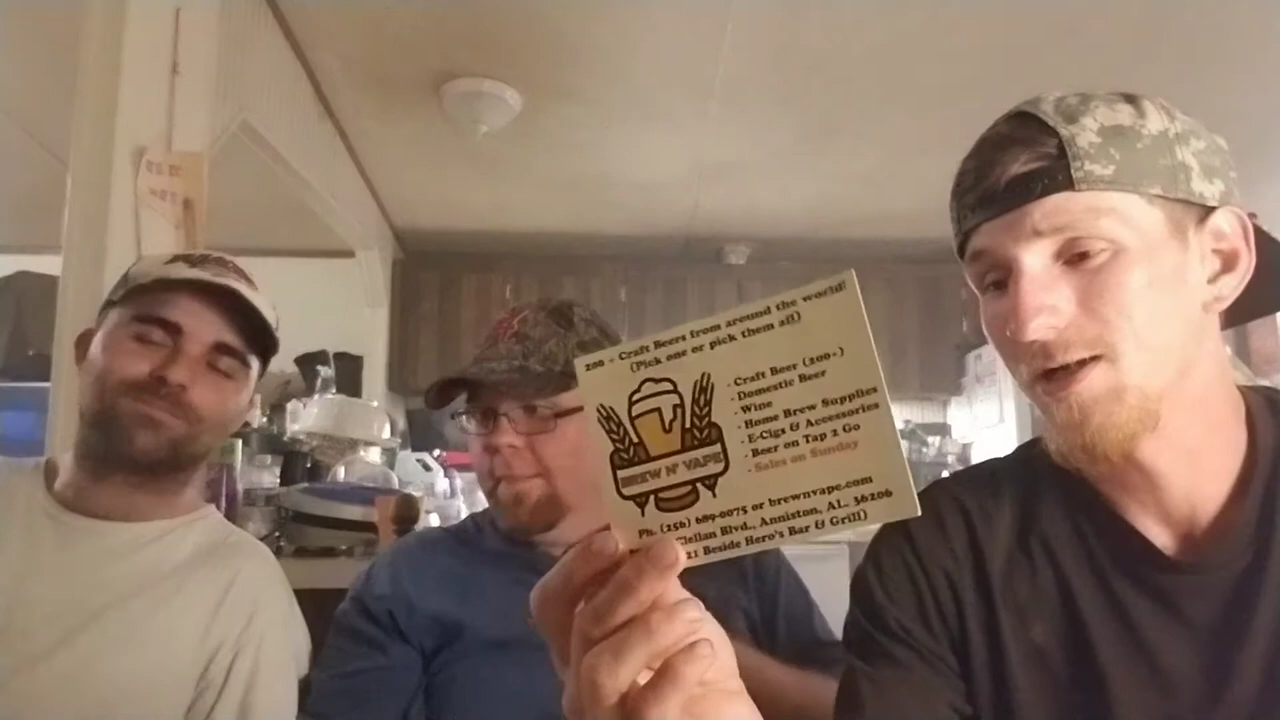 200 + Craft Beers from around the world!
(Pick one or pick them all)
- Craft Beer (200+)
- Domestic Beer
- Wine
- Home Brew Supplies
- E-Cigs & Accessories
- Beer on Tap 2 Go
- Sales on Sunday
BREW N' VAPE
Ph. (256) 689-0075 or brewnvape.com
Clellan Blvd., Anniston, AL. 36206
21 Beside Hero's Bar & Grill)